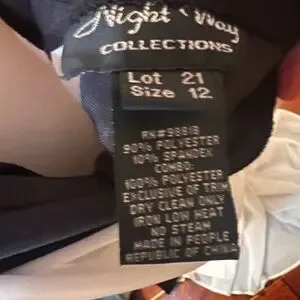 Night Way
COLLECTIONS
Lot 21
Size 12
RN#98818
90% POLYESTER
10% SPANDEX
COMBO
100% POLYESTER
EXCLUSIVE OF TRIM
DRY CLEAN ONLY
IRON LOW HEAT
NO STEAM
MADE IN PEOPLE
REPUBLIC OF CHINA